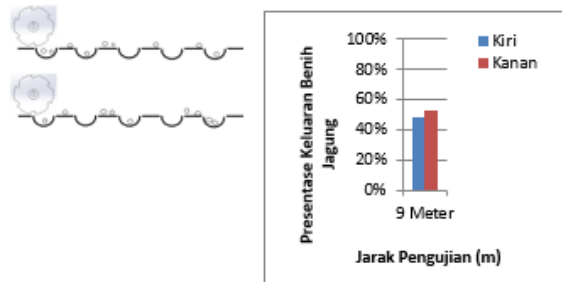 Presentase Keluaran Benih
Jagung
100%
80%
60%
40%
20%
0%
9 Meter
Jarak Pengujian (m)
Kiri
Kanan